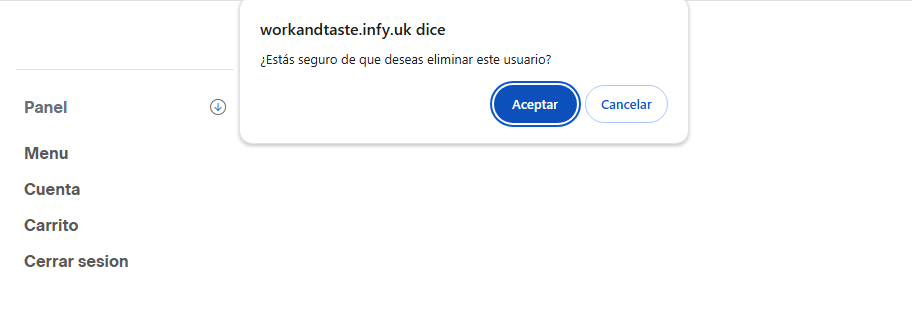 workandtaste.infy.uk dice
¿Estás seguro de que deseas eliminar este usuario?
Aceptar
Cancelar
Panel
Menu
Cuenta
Carrito
Cerrar sesion